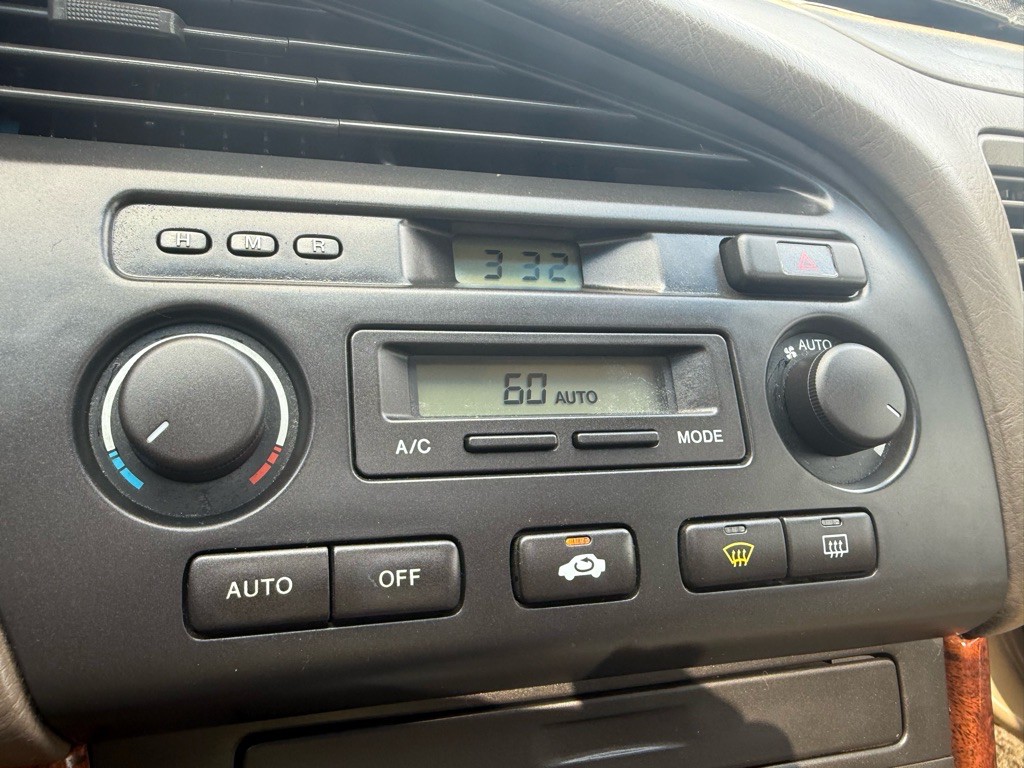 H M R
3 32
AUTO
60 AUTO
A/C MODE
AUTO OFF